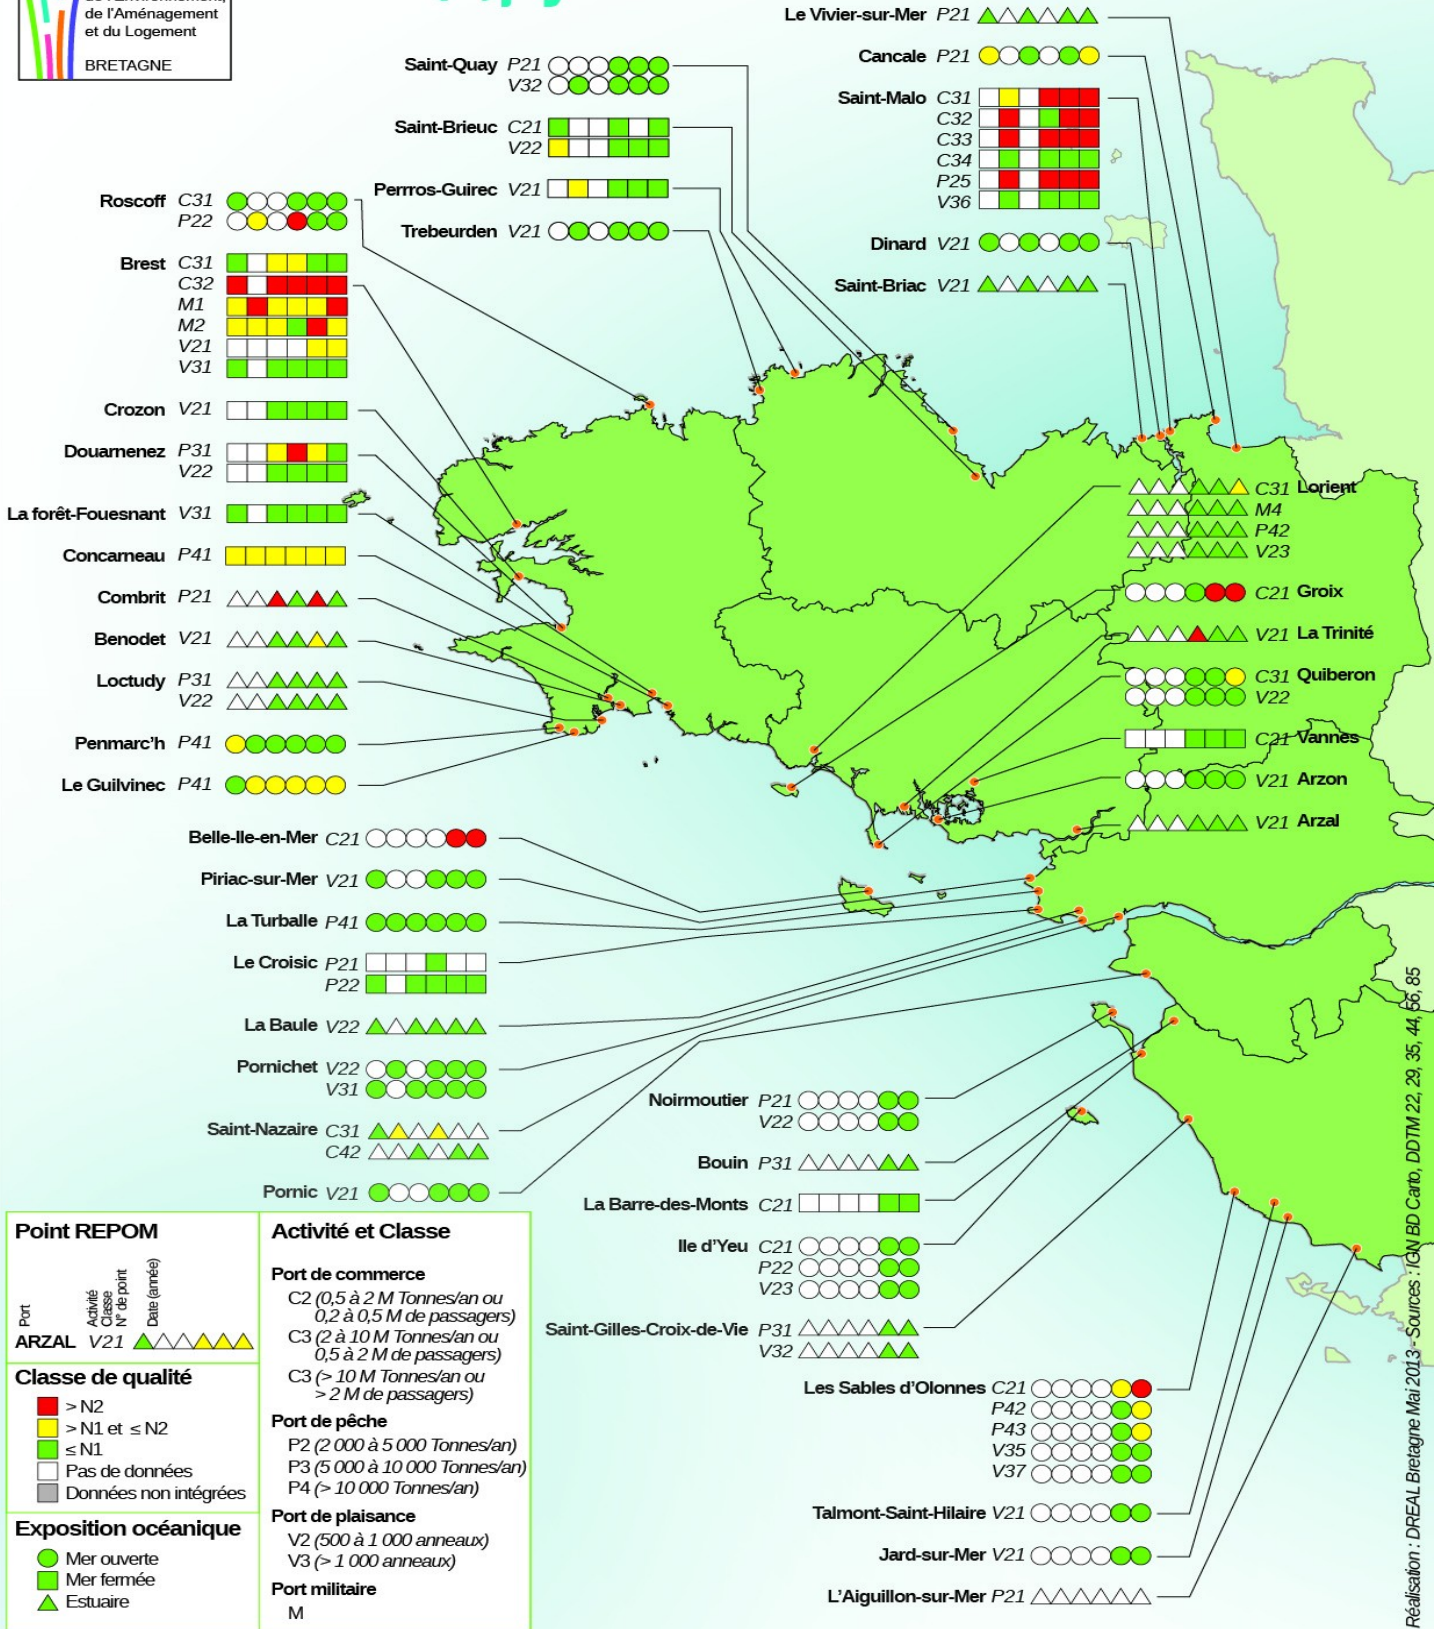 de l'Environnement,
de l'Aménagement
et du Logement
BRETAGNE
Le Vivier-sur-Mer P21
Cancale P21
Saint-Malo C31
C32
C33
C34
P25
V36
Dinard V21
Saint-Briac V21
Saint-Quay P21
V32
Saint-Brieuc C21
V22
Perrros-Guirec V21
Trebeurden V21
Roscoff C31
P22
Brest C31
C32
M1
M2
V21
V31
Crozon V21
Douarnenez P31
V22
La forêt-Fouesnant V31
Concarneau P41
Combrit P21
Benodet V21
Loctudy P31
V22
Penmarc'h P41
Le Guilvinec P41
C31 Lorient
M4
P42
V23
C21 Groix
V21 La Trinité
C31 Quiberon
V22
C21 Vannes
V21 Arzon
V21 Arzal
Belle-Ile-en-Mer C21
Piriac-sur-Mer V21
La Turballe P41
Le Croisic P21
P22
La Baule V22
Pornichet V22
V31
Saint-Nazaire C31
C42
Pornic V21
Noirmoutier P21
V22
Bouin P31
La Barre-des-Monts C21
Ile d'Yeu C21
P22
V23
Saint-Gilles-Croix-de-Vie P31
V32
Les Sables d'Olonnes C21
P42
P43
V35
V37
Talmont-Saint-Hilaire V21
Jard-sur-Mer V21
L'Aiguillon-sur-Mer P21
Point REPOM
Port
Activité
Classe
N° de point
Date (année)
ARZAL V21
Classe de qualité
> N2
> N1 et ≤ N2
≤ N1
Pas de données
Données non intégrées
Exposition océanique
Mer ouverte
Mer fermée
Estuaire
Activité et Classe
Port de commerce
C2 (0,5 à 2 M Tonnes/an ou
0,2 à 0,5 M de passagers)
C3 (2 à 10 M Tonnes/an ou
0,5 à 2 M de passagers)
C3 (> 10 M Tonnes/an ou
> 2 M de passagers)
Port de pêche
P2 (2 000 à 5 000 Tonnes/an)
P3 (5 000 à 10 000 Tonnes/an)
P4 (> 10 000 Tonnes/an)
Port de plaisance
V2 (500 à 1 000 anneaux)
V3 (> 1 000 anneaux)
Port militaire
M
Réalisation : DREAL Bretagne Mai 2013 - Sources : IGN BD Carto, DDTM 22, 29, 35, 44, 56, 85